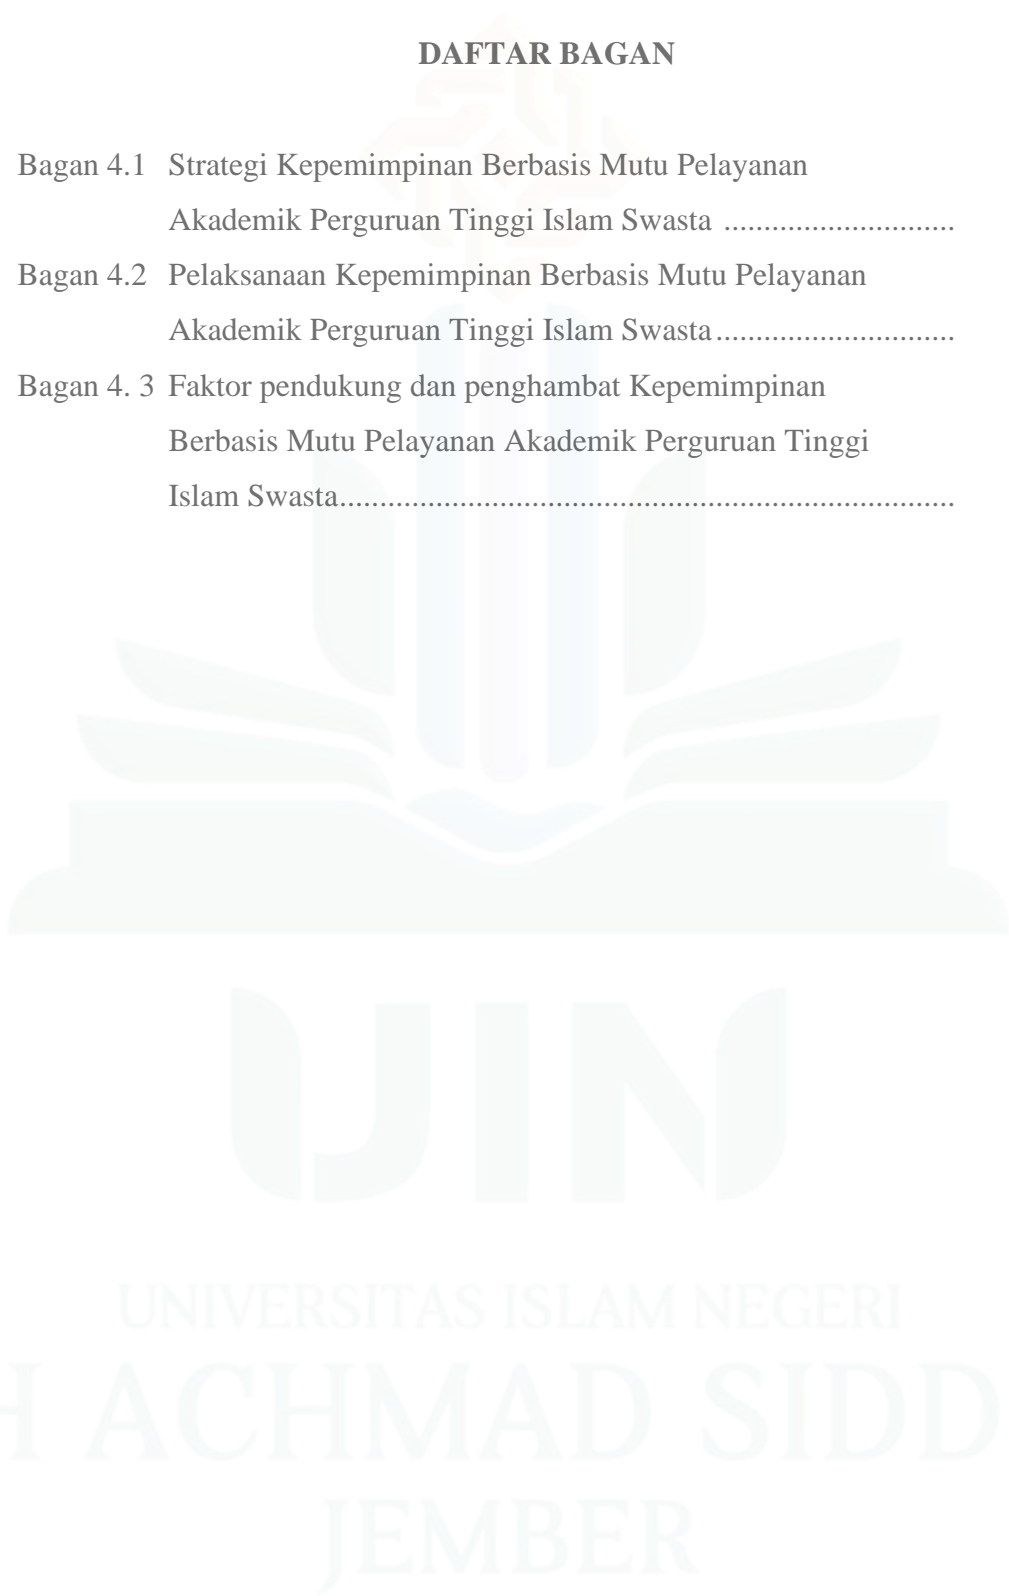 DAFTAR BAGAN
Bagan 4.1 Strategi Kepemimpinan Berbasis Mutu Pelayanan
Akademik Perguruan Tinggi Islam Swasta .............................
Bagan 4.2 Pelaksanaan Kepemimpinan Berbasis Mutu Pelayanan
Akademik Perguruan Tinggi Islam Swasta..............................
Bagan 4. 3 Faktor pendukung dan penghambat Kepemimpinan
Berbasis Mutu Pelayanan Akademik Perguruan Tinggi
Islam Swasta.............................................................................
UIN
UNIVERSITAS ISLAM NEGERI
H ACHMAD SIDD
JEMBER